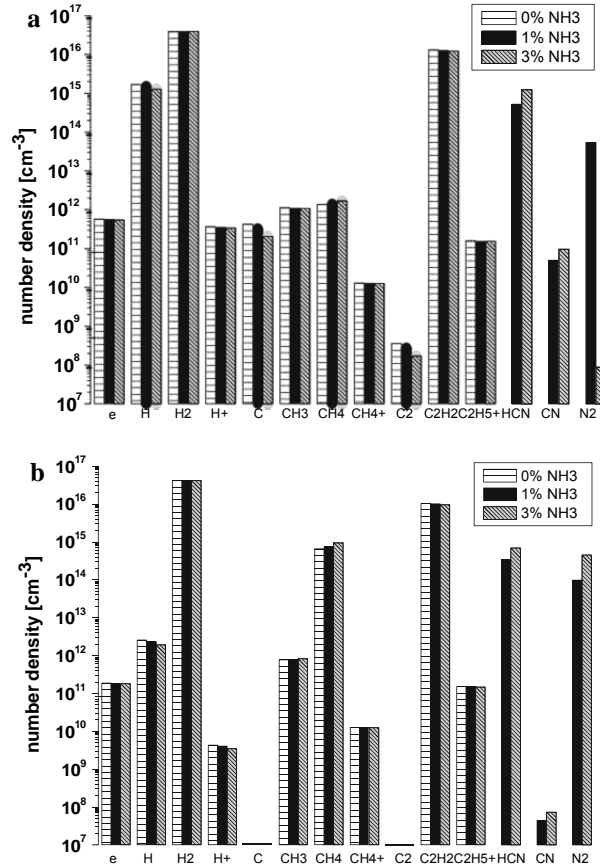 a
10^17
0% NH3
1% NH3
3% NH3
10^16
10^15
10^14
10^13
10^12
10^11
10^10
10^9
10^8
10^7
number density [cm^-3]
e H H2 H+ C CH3 CH4 CH4+ C2 C2H2 C2H5+ HCN CN N2
b
10^17
0% NH3
1% NH3
3% NH3
10^16
10^15
10^14
10^13
10^12
10^11
10^10
10^9
10^8
10^7
number density [cm^-3]
e H H2 H+ C CH3 CH4 CH4+ C2 C2H2 C2H5+ HCN CN N2